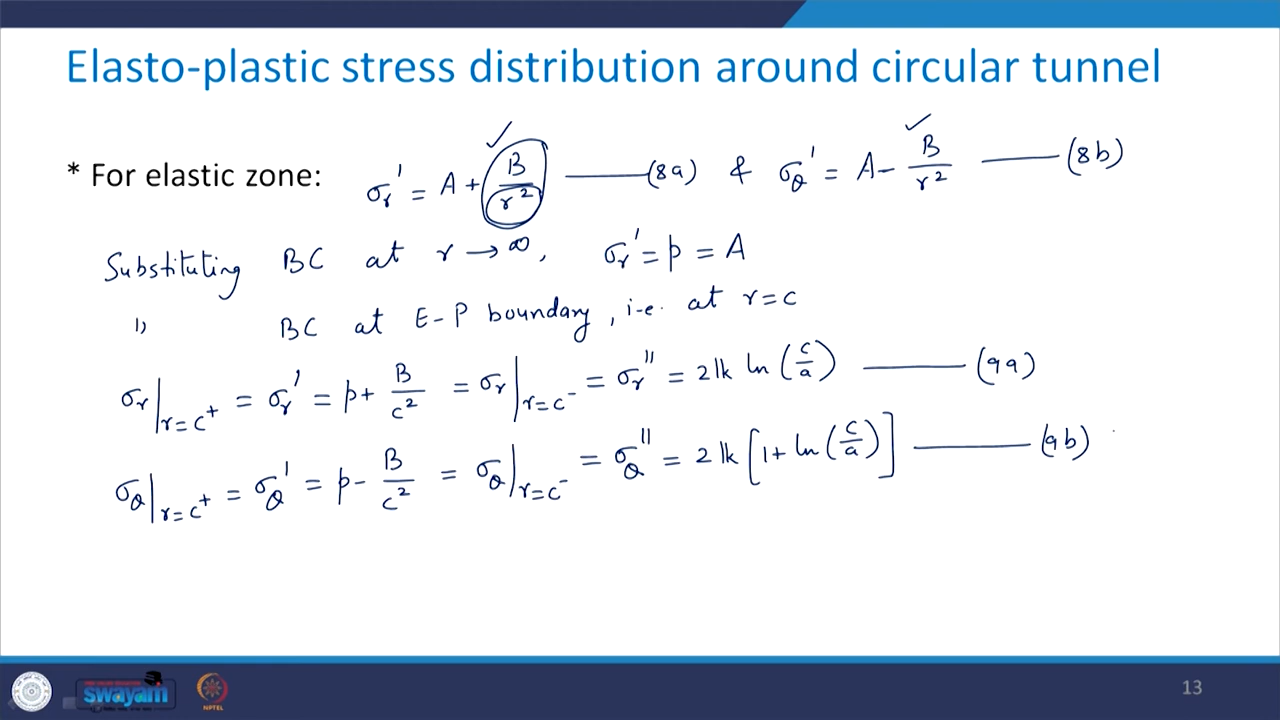 Elasto-plastic stress distribution around circular tunnel
* For elastic zone: σr' = A + B/r² ——— (8a) & σθ' = A − B/r² ——— (8b)
Substituting BC at r → ∞, σr' = p = A
〃 BC at E-P boundary, i.e. at r = c
σr|r=c⁺ = σr' = p + B/c² = σr|r=c⁻ = σr'' = 2k ln(c/a) ——— (9a)
σθ|r=c⁺ = σθ' = p − B/c² = σθ|r=c⁻ = σθ'' = 2k[1 + ln(c/a)] ——— (9b)
swayam
NPTEL
13